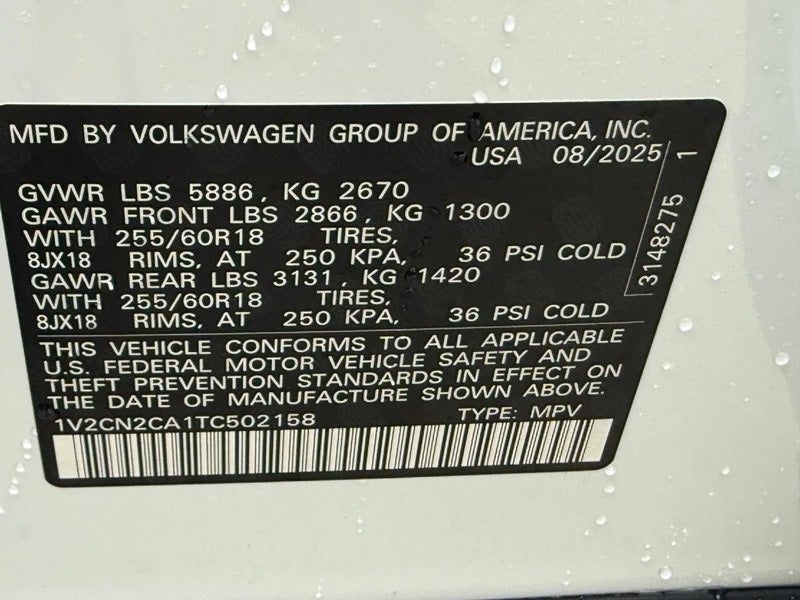 MFD BY VOLKSWAGEN GROUP OF AMERICA, INC.
USA 08/2025
GVWR LBS 5886, KG 2670
GAWR FRONT LBS 2866, KG 1300
WITH 255/60R18 TIRES,
8JX18 RIMS, AT 250 KPA, 36 PSI COLD
GAWR REAR LBS 3131, KG 1420
WITH 255/60R18 TIRES,
8JX18 RIMS, AT 250 KPA, 36 PSI COLD
THIS VEHICLE CONFORMS TO ALL APPLICABLE
U.S. FEDERAL MOTOR VEHICLE SAFETY AND
THEFT PREVENTION STANDARDS IN EFFECT ON
THE DATE OF MANUFACTURE SHOWN ABOVE.
1V2CN2CA1TC502158 TYPE: MPV
3148275 1